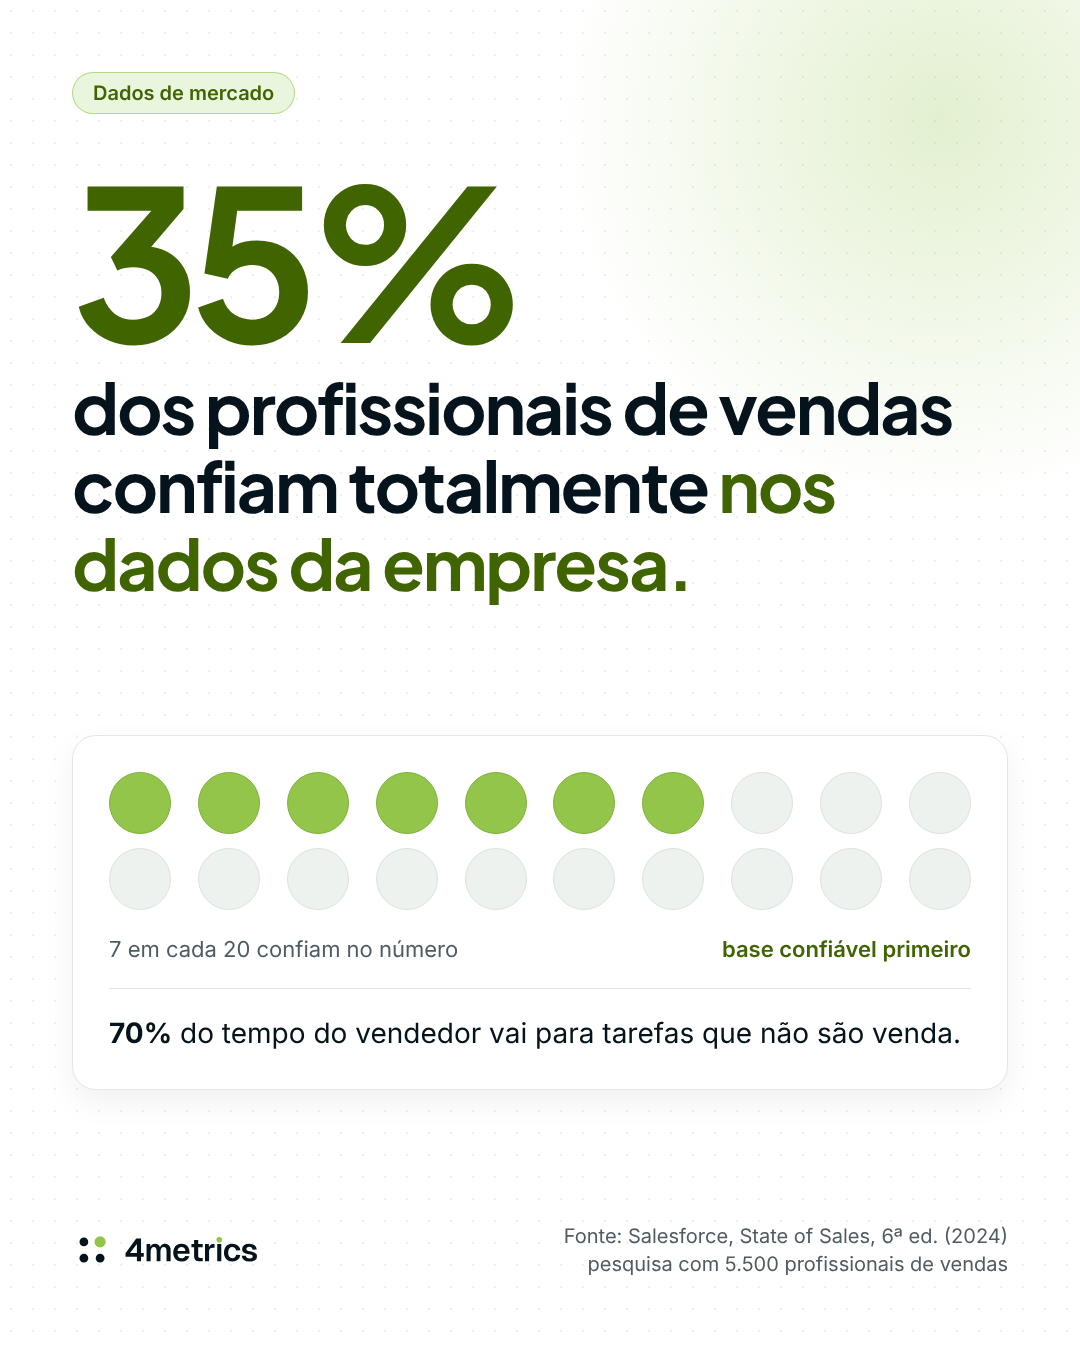 Dados de mercado
35%
dos profissionais de vendas
confiam totalmente nos
dados da empresa.
7 em cada 20 confiam no número
base confiável primeiro
70% do tempo do vendedor vai para tarefas que não são venda.
4metrics
Fonte: Salesforce, State of Sales, 6ª ed. (2024)
pesquisa com 5.500 profissionais de vendas